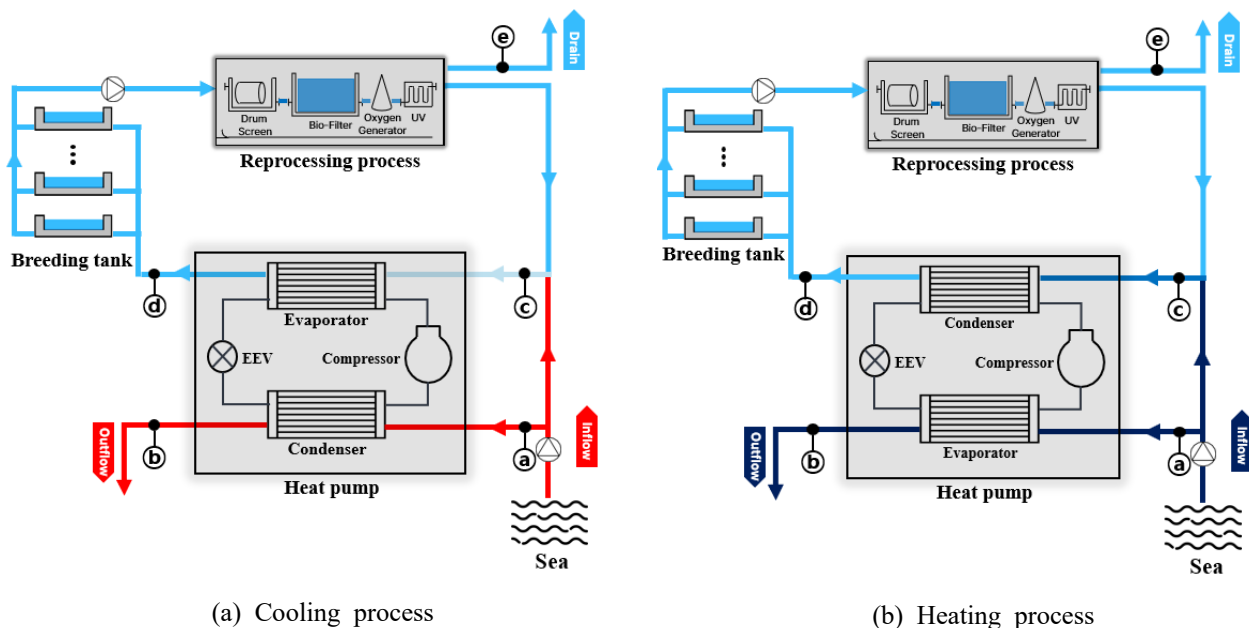 e
Drain
Drum
Screen
Bio-Filter
Oxygen
Generator
UV
Reprocessing process
Breeding tank
d
c
Evaporator
EEV
Compressor
Condenser
Outflow
b
a
Inflow
Heat pump
Sea
(a) Cooling process
e
Drain
Drum
Screen
Bio-Filter
Oxygen
Generator
UV
Reprocessing process
Breeding tank
d
c
Condenser
EEV
Compressor
Evaporator
Outflow
b
a
Inflow
Heat pump
Sea
(b) Heating process